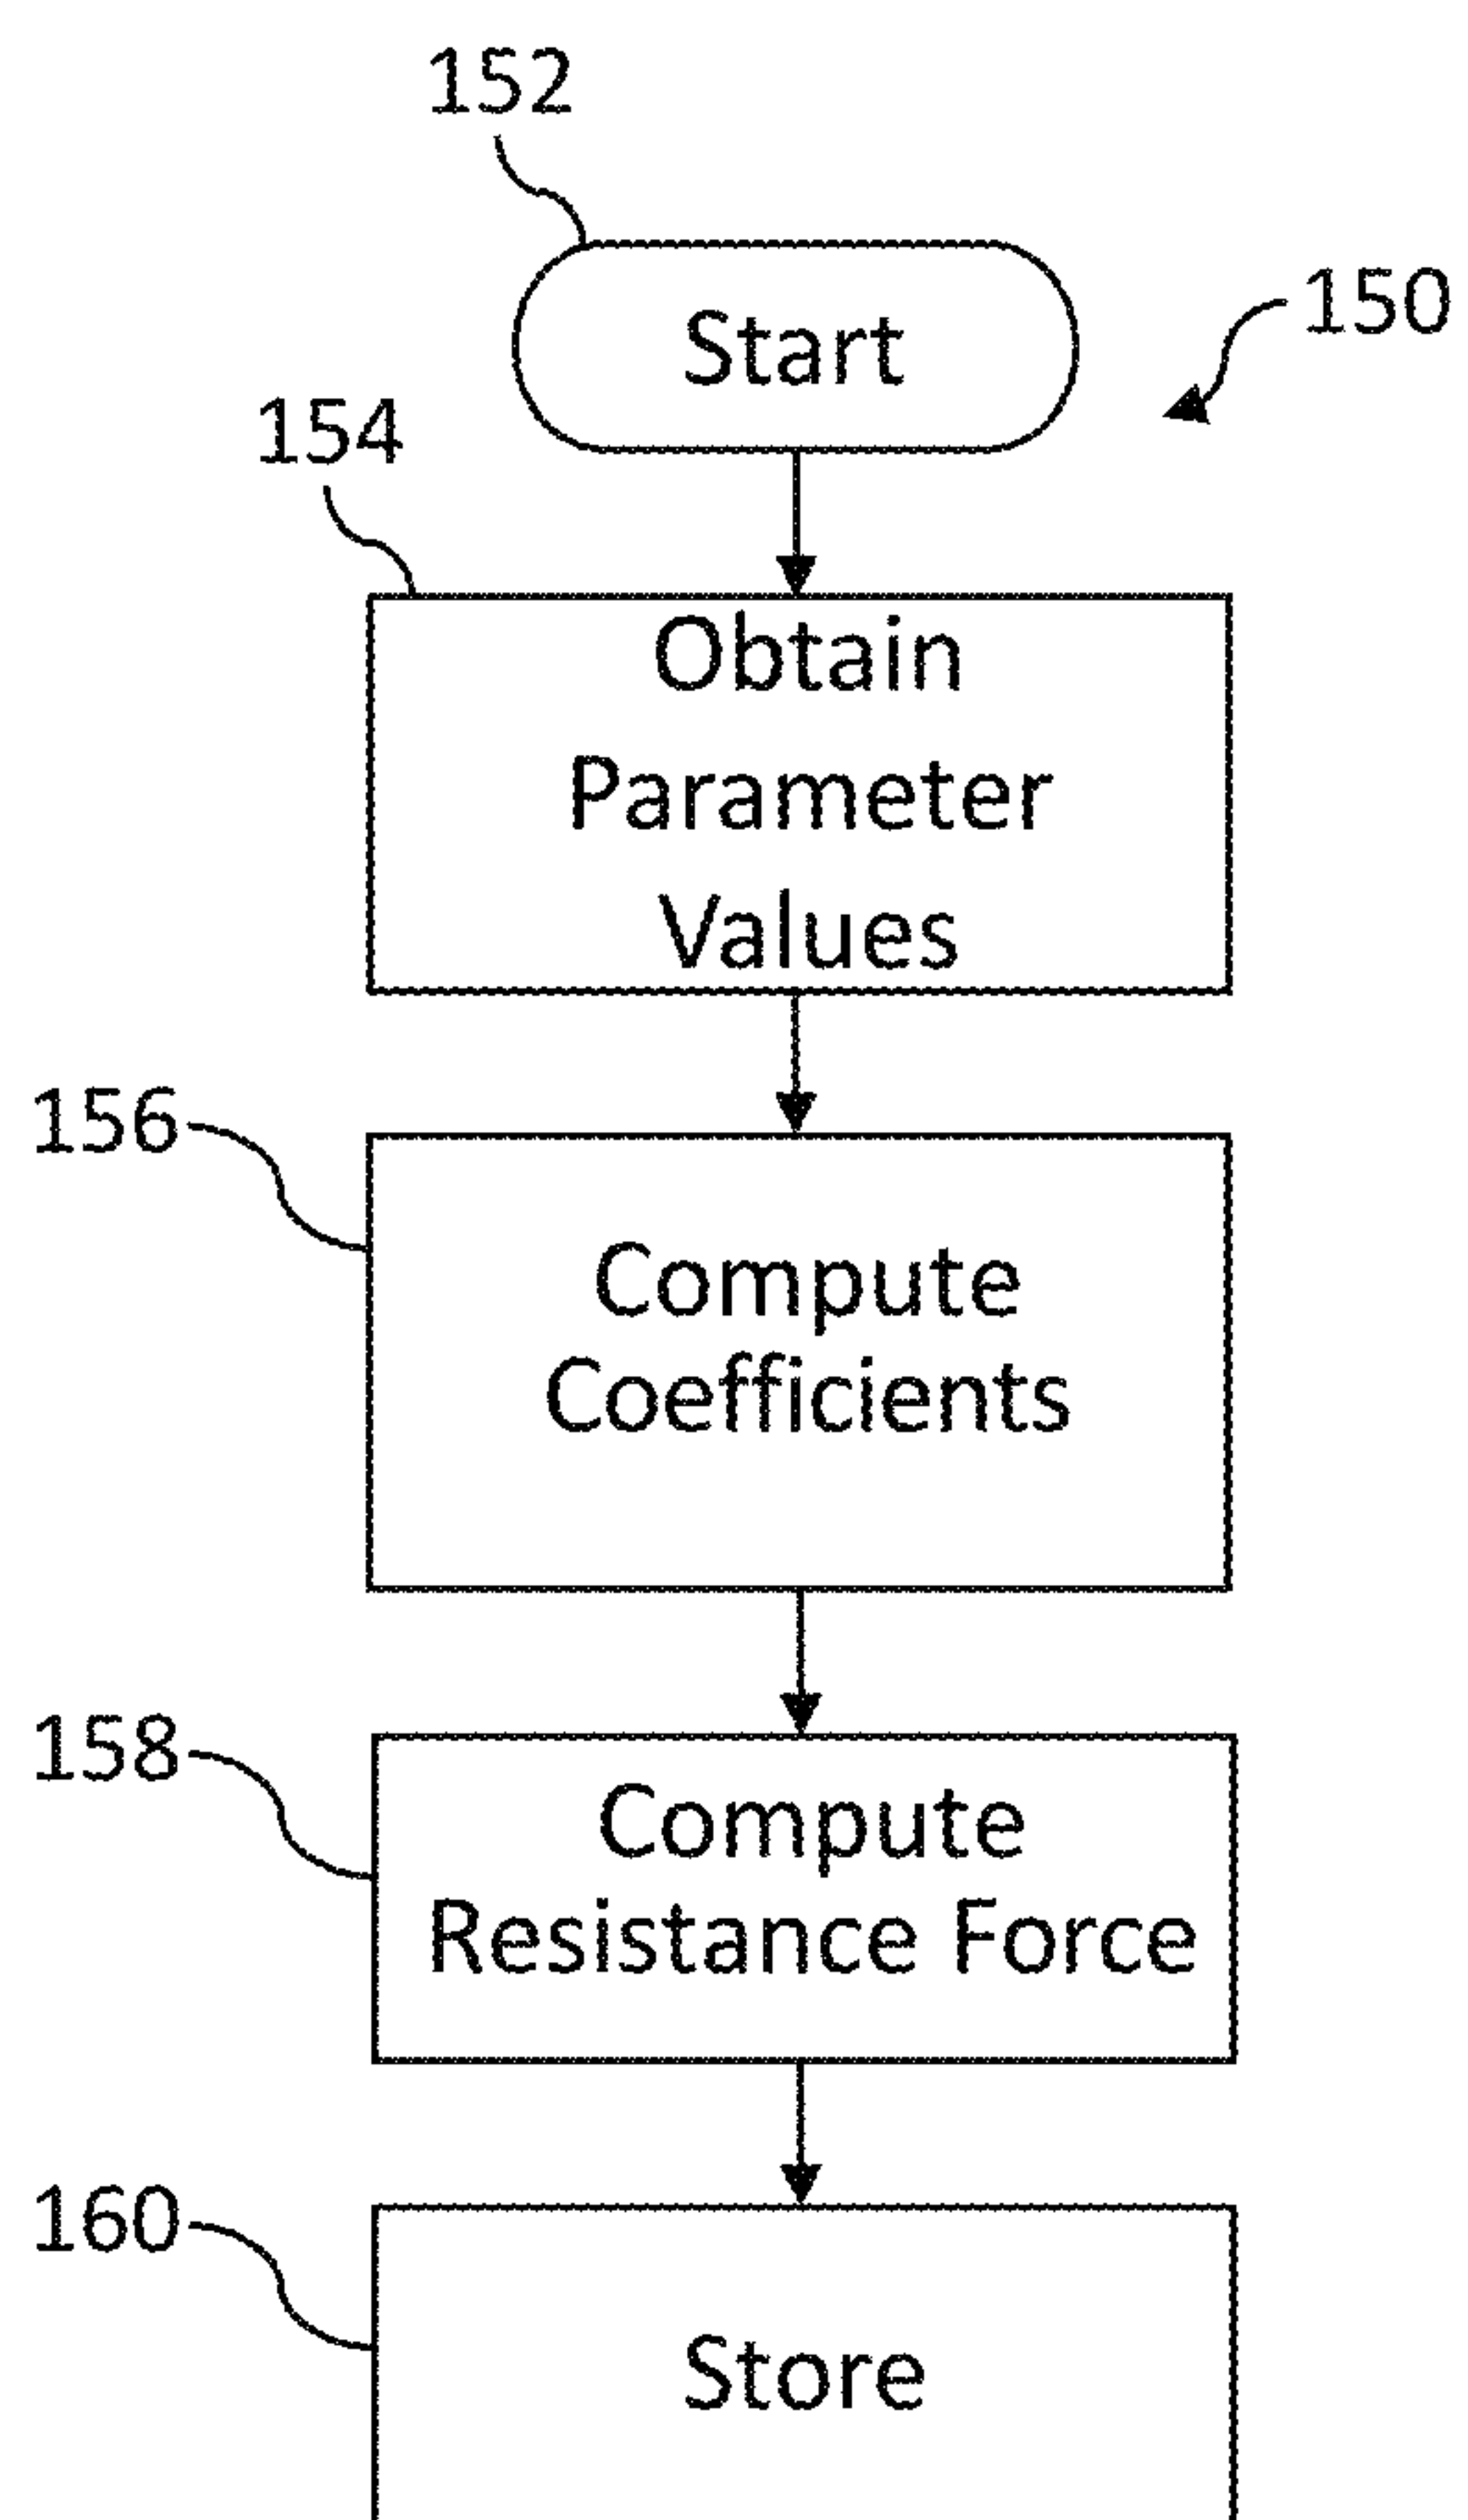 152
Start
150
154
Obtain
Parameter
Values
156
Compute
Coefficients
158
Compute
Resistance Force
160
Store